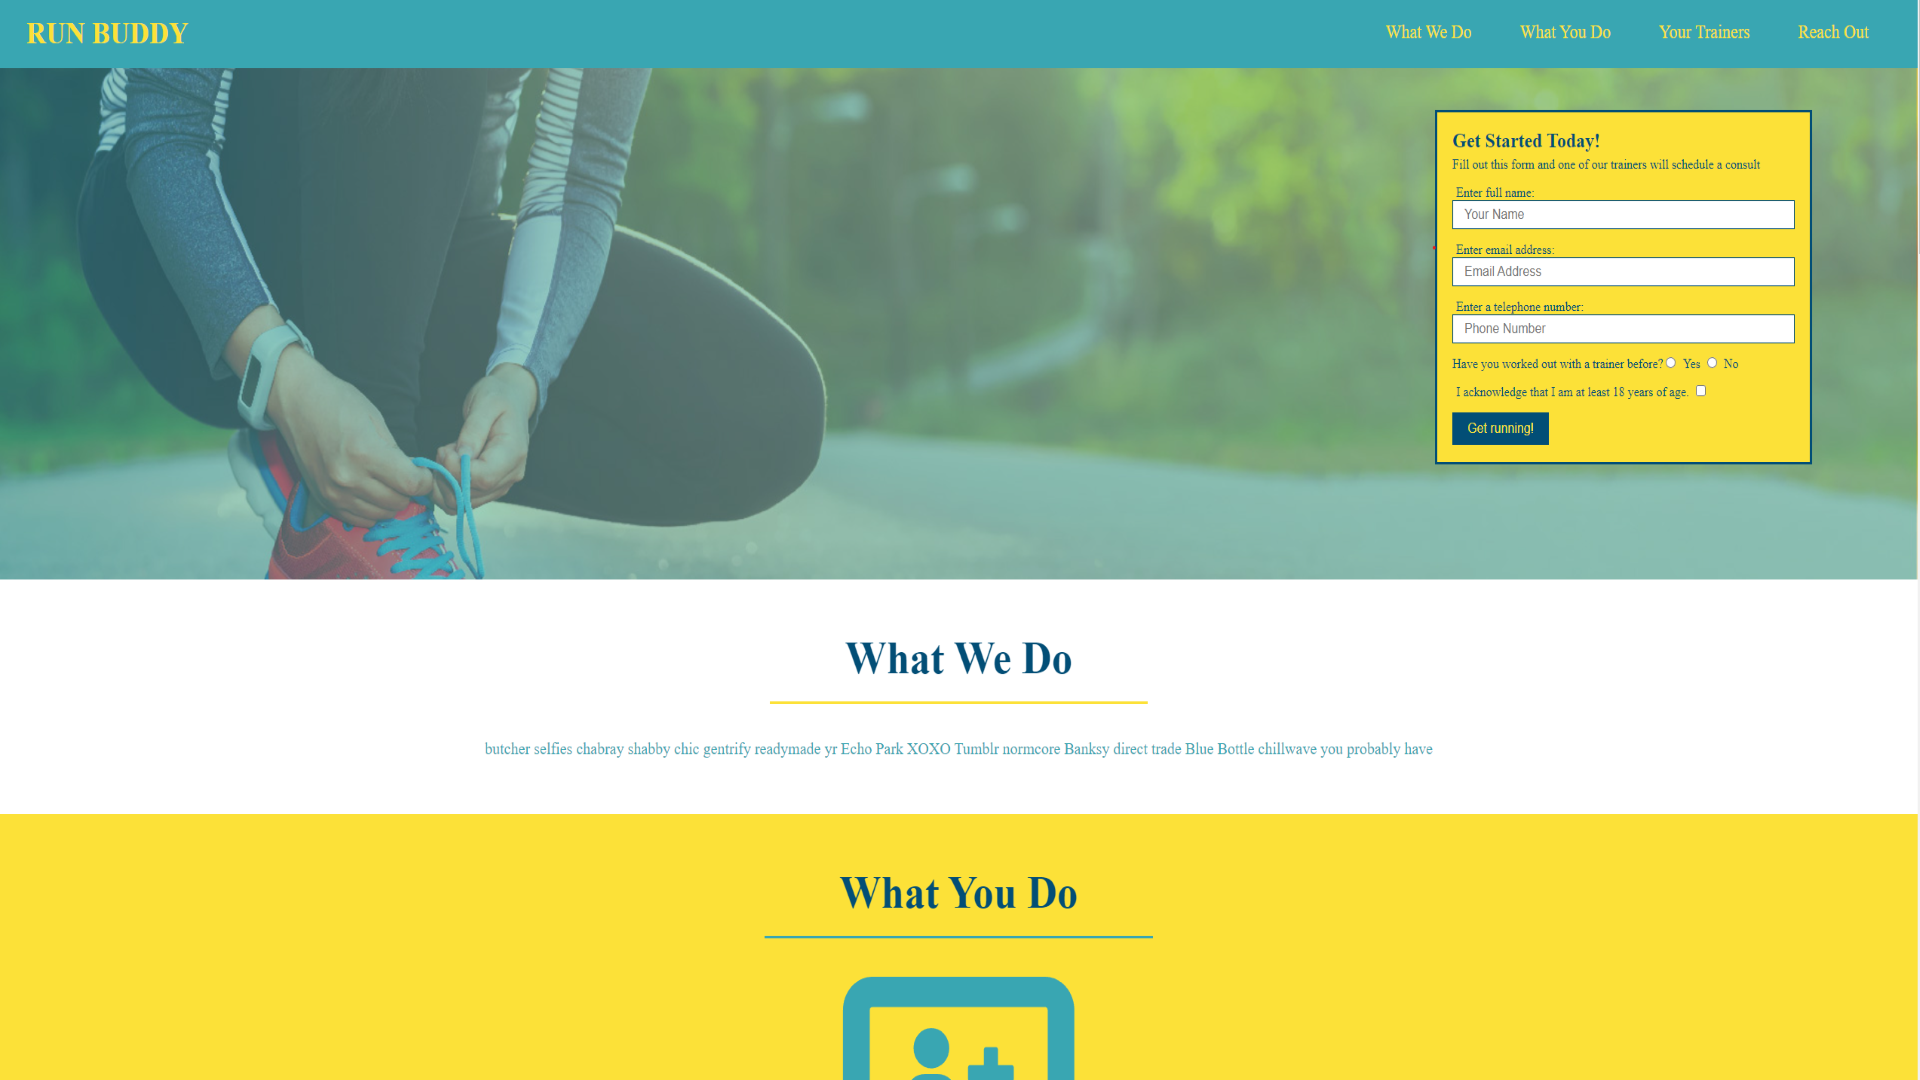 RUN BUDDY
What We Do
What You Do
Your Trainers
Reach Out
Get Started Today!
Fill out this form and one of our trainers will schedule a consult
Enter full name:
Your Name
Enter email address:
Email Address
Enter a telephone number:
Phone Number
Have you worked out with a trainer before? Yes No
I acknowledge that I am at least 18 years of age.
Get running!
What We Do
butcher selfies chabray shabby chic gentrify readymade yr Echo Park XOXO Tumblr normcore Banksy direct trade Blue Bottle chillwave you probably have
What You Do